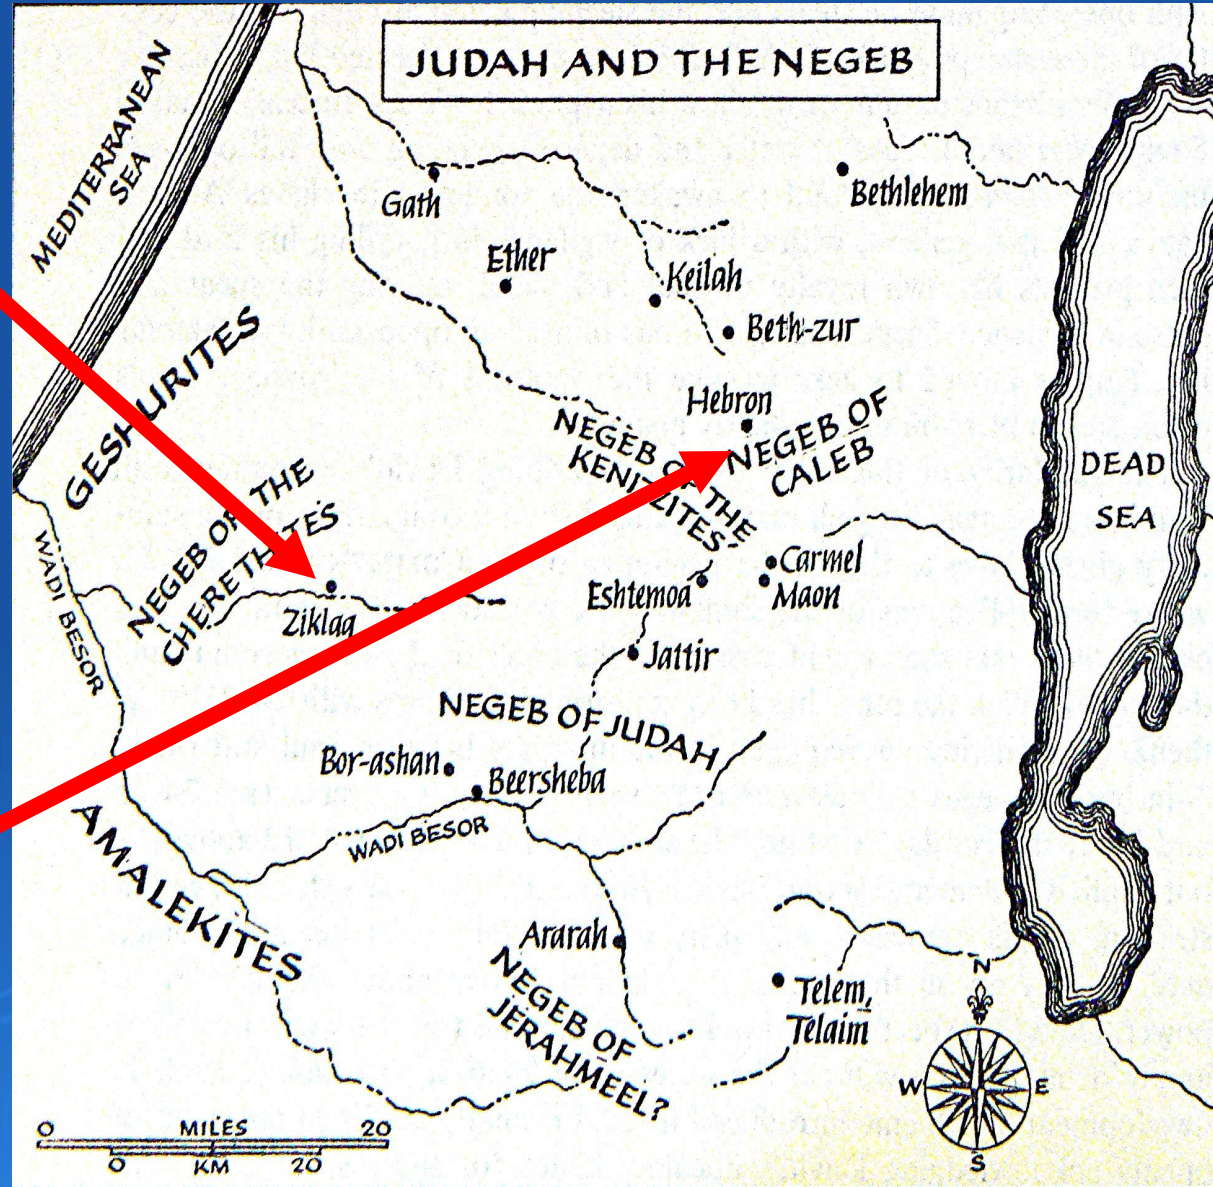 JUDAH AND THE NEGEB
MEDITERRANEAN
SEA
Gath
Bethlehem
Ether
Keilah
Beth-zur
GESHURITES
Hebron
NEGEB OF
CALEB
NEGEB OF THE
KENIZZITES
DEAD
SEA
NEGEB OF THE
CHERETHITES
WADI BESOR
Ziklag
Carmel
Maon
Eshtemoa
Jattir
NEGEB OF JUDAH
Bor-ashan
Beersheba
WADI BESOR
AMALEKITES
Ararah
NEGEB OF
JERAHMEEL?
Telem,
Telaim
N
W
E
S
0 MILES 20
0 KM 20